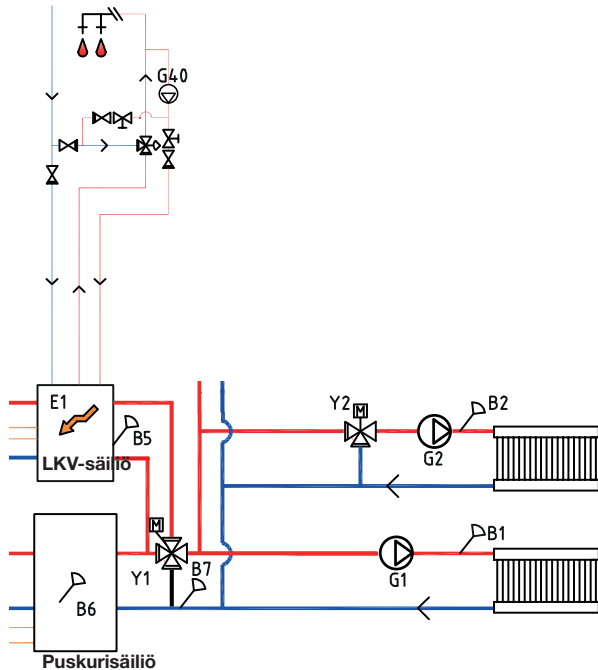 G40
E1
B5
LKV-säiliö
Y2
M
B2
G2
M
Y1
B7
B1
G1
B6
Puskurisäiliö